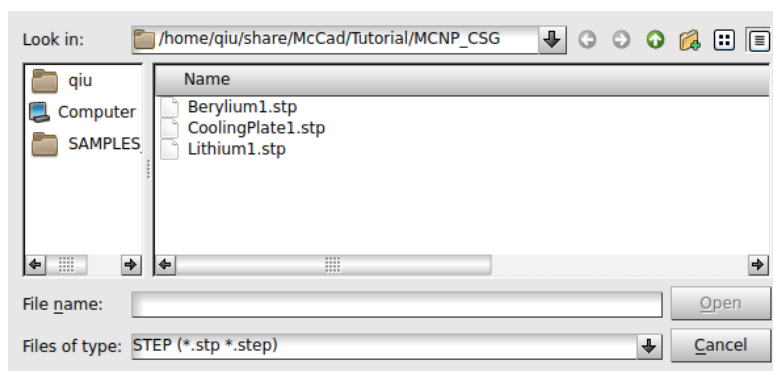 Look in: /home/qiu/share/McCad/Tutorial/MCNP_CSG
qiu
Computer
SAMPLES_
Name
Berylium1.stp
CoolingPlate1.stp
Lithium1.stp
File name: Open
Files of type: STEP (*.stp *.step) Cancel